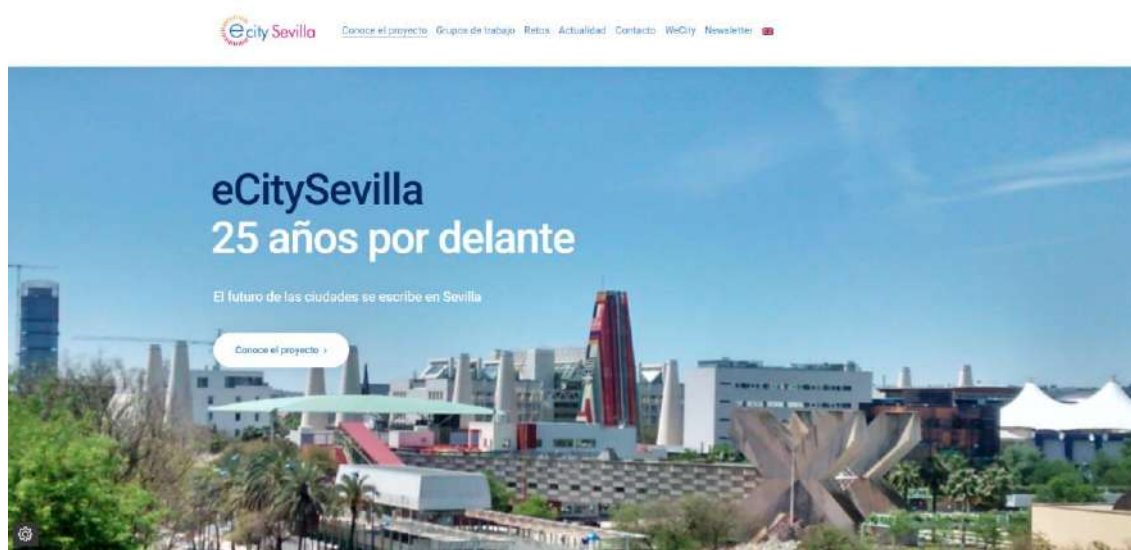 ecity Sevilla
Conoce el proyecto Grupos de trabajo Retos Actualidad Contacto WeCity Newsletter
eCitySevilla
25 años por delante
El futuro de las ciudades se escribe en Sevilla
Conoce el proyecto ›